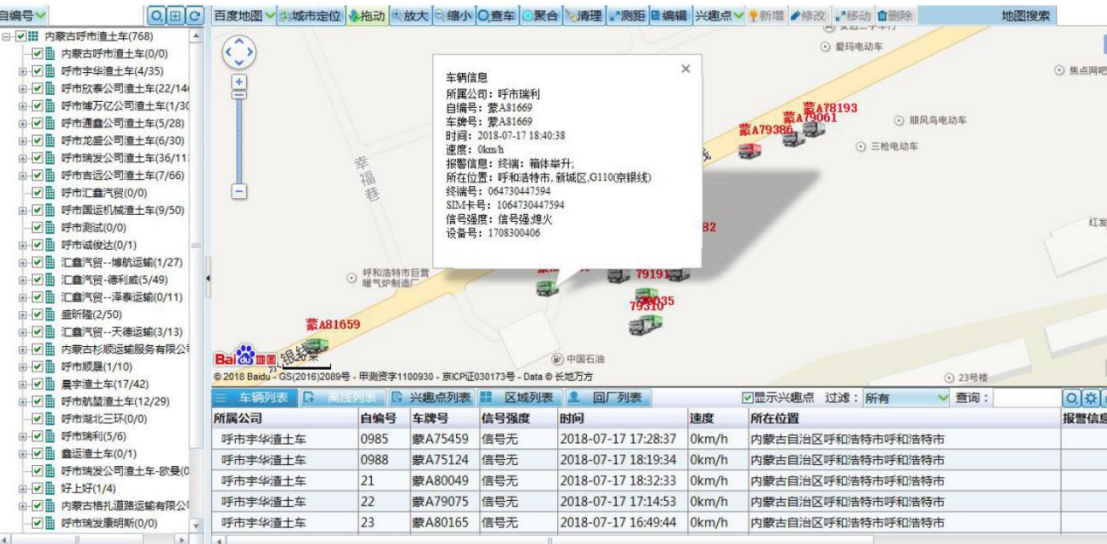 自编号
百度地图 城市定位 拖动 放大 缩小 查车 聚合 清理 测距 编辑 兴趣点 新增 修改 移动 删除 地图搜索
内蒙古呼市渣土车(768)
内蒙古呼市渣土车(0/0)
呼市宇华渣土车(4/35)
呼市欣泰公司渣土车(22/14
呼市博万亿公司渣土车(1/30
呼市通鑫公司渣土车(5/28)
呼市龙盛公司渣土车(6/30)
呼市瑞发公司渣土车(36/11
呼市吉远公司渣土车(7/66)
呼市汇鑫汽贸(0/0)
呼市国运机械渣土车(9/50)
呼市测试(0/0)
呼市诚俊达(0/1)
汇鑫汽贸--博航运输(1/27)
汇鑫汽贸-德利威(5/49)
汇鑫汽贸--泽泰运输(0/11)
盛昕隆(2/50)
汇鑫汽贸--天德运输(3/13)
内蒙古杉顺运输服务有限公
呼市顺晟(1/10)
晨宇渣土车(17/42)
呼市航堃渣土车(12/29)
呼市湖北三环(0/0)
呼市瑞利(5/6)
鑫运渣土车(0/1)
呼市瑞发公司渣土车-欧曼(0
好上好(1/4)
内蒙古格扎道路运输有限公
呼市瑞发康明斯(0/0)
爱玛电动车
焦点网吧
蒙A78193
蒙A79061
蒙A79386
顺风鸟电动车
三枪电动车
幸福巷
车辆信息
所属公司：呼市瑞利
自编号：蒙A81669
车牌号：蒙A81669
时间：2018-07-17 18:40:38
速度：0km/h
报警信息：终端：箱体举升;
所在位置：呼和浩特市,新城区,G110(京银线)
终端号：064730447594
SIM卡号：1064730447594
信号强度：信号强;熄火
设备号：1708300406
82
红发
呼和浩特市巨营
暖气炉制造厂
79191
79310
蒙A81659
京银线
中国石油
23号楼
Bai du 地图
© 2018 Baidu - GS(2016)2089号 - 甲测资字1100930 - 京ICP证030173号 - Data © 长地万方
车辆列表 离线列表 兴趣点列表 区域列表 回厂列表 显示兴趣点 过滤：所有 查询：
所属公司 自编号 车牌号 信号强度 时间 速度 所在位置 报警信息
呼市宇华渣土车 0985 蒙A75459 信号无 2018-07-17 17:28:37 0km/h 内蒙古自治区呼和浩特市呼和浩特市
呼市宇华渣土车 0988 蒙A75124 信号无 2018-07-17 18:19:34 0km/h 内蒙古自治区呼和浩特市呼和浩特市
呼市宇华渣土车 21 蒙A80049 信号无 2018-07-17 18:32:33 0km/h 内蒙古自治区呼和浩特市呼和浩特市
呼市宇华渣土车 22 蒙A79075 信号无 2018-07-17 17:14:53 0km/h 内蒙古自治区呼和浩特市呼和浩特市
呼市宇华渣土车 23 蒙A80165 信号无 2018-07-17 16:49:44 0km/h 内蒙古自治区呼和浩特市呼和浩特市